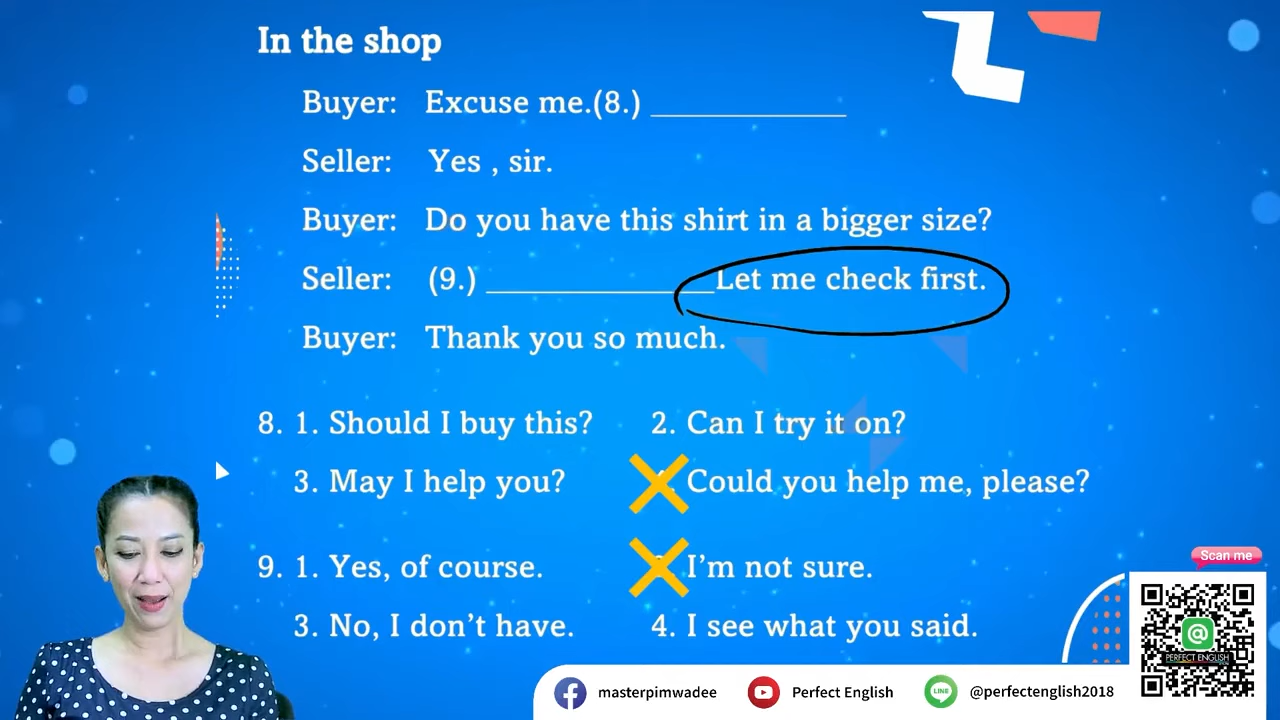 In the shop
Buyer: Excuse me.(8.) _______________
Seller: Yes , sir.
Buyer: Do you have this shirt in a bigger size?
Seller: (9.) _________________Let me check first.
Buyer: Thank you so much.
8. 1. Should I buy this? 2. Can I try it on?
3. May I help you? Could you help me, please?
9. 1. Yes, of course. I'm not sure.
3. No, I don't have. 4. I see what you said.
Scan me
PERFECT ENGLISH
masterpimwadee Perfect English LINE @perfectenglish2018